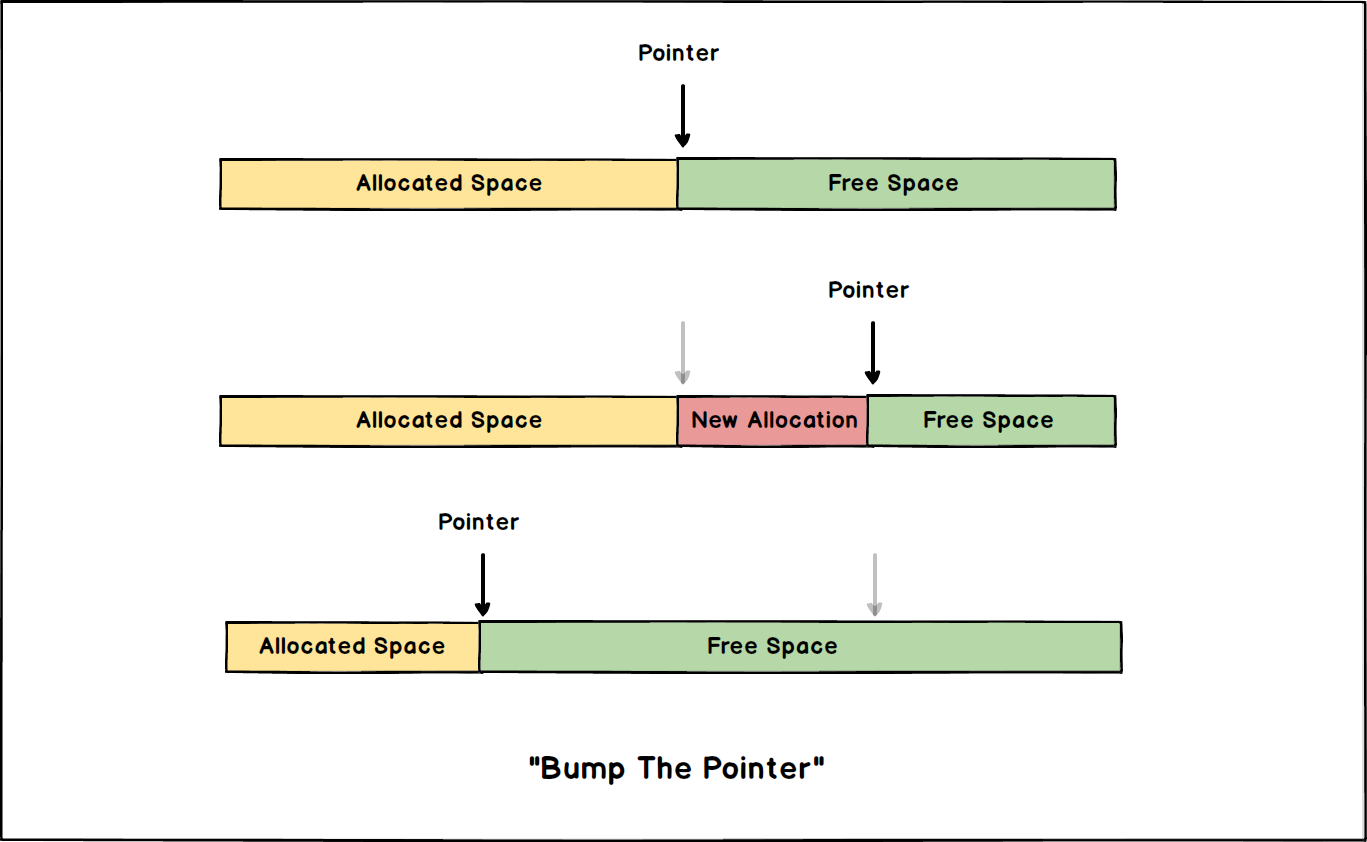 Pointer
Allocated Space Free Space
Pointer
Allocated Space New Allocation Free Space
Pointer
Allocated Space Free Space
"Bump The Pointer"